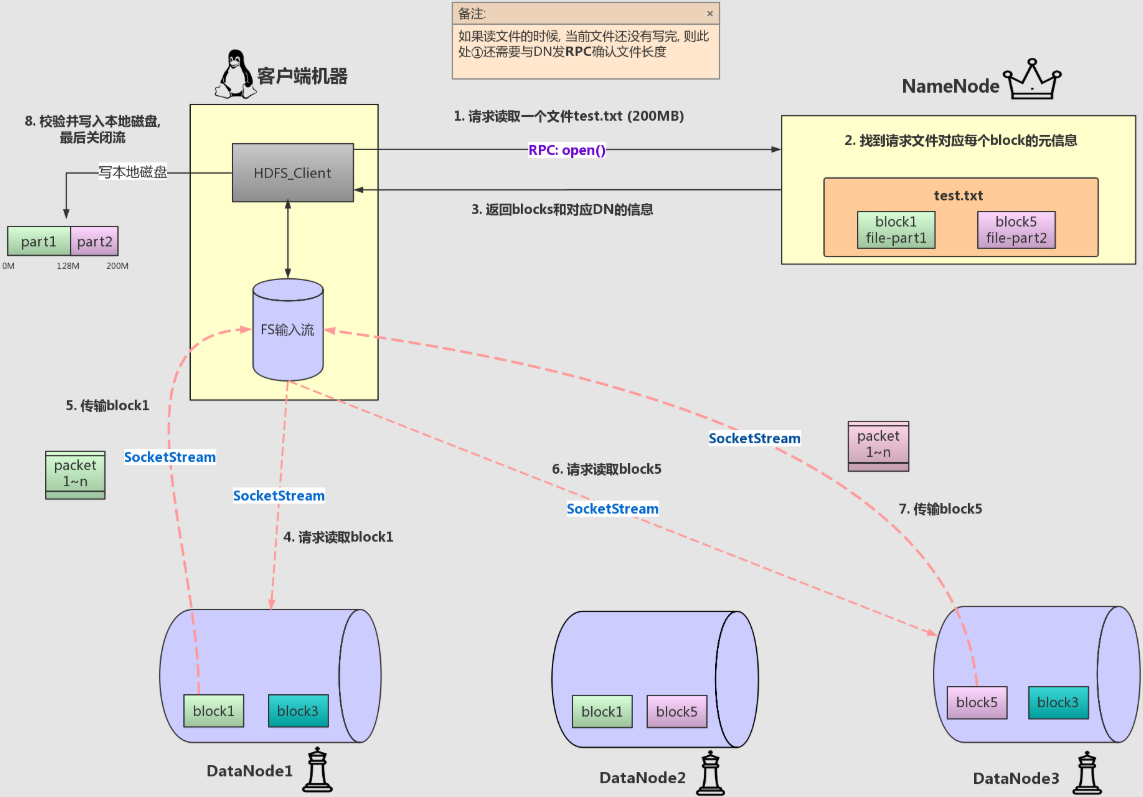 备注:
×
如果读文件的时候, 当前文件还没有写完, 则此
处①还需要与DN发RPC确认文件长度
客户端机器
NameNode
8. 校验并写入本地磁盘,
最后关闭流
1. 请求读取一个文件test.txt (200MB)
RPC: open()
2. 找到请求文件对应每个block的元信息
写本地磁盘
HDFS_Client
3. 返回blocks和对应DN的信息
test.txt
block1
file-part1
block5
file-part2
part1
part2
0M
128M
200M
FS输入流
5. 传输block1
SocketStream
packet
1~n
SocketStream
4. 请求读取block1
6. 请求读取block5
SocketStream
SocketStream
packet
1~n
7. 传输block5
block1
block3
DataNode1
block1
block5
DataNode2
block5
block3
DataNode3